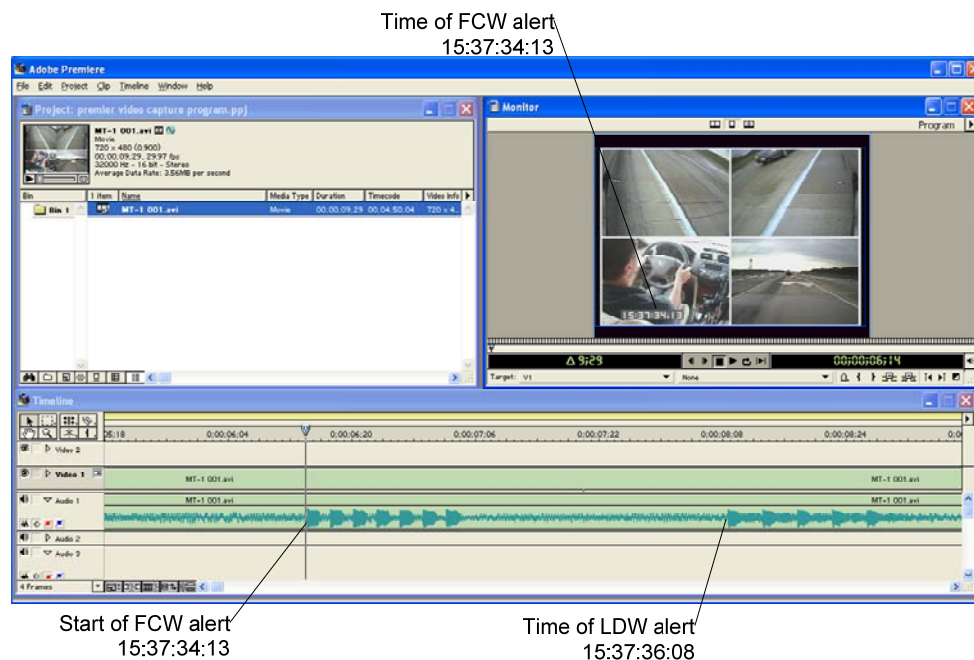 Time of FCW alert
15:37:34:13
Adobe Premiere
File Edit Project Clip Timeline Window Help
Project: premier video capture program.ppj
MT-1 001.avi
Movie
720 x 480 (0.900)
00;00;09;29, 29.97 fps
32000 Hz - 16 bit - Stereo
Average Data Rate: 3.56MB per second
Bin 1 item Name Media Type Duration Timecode Video Info
Bin 1 MT-1 001.avi Movie 00;00;09;29 00;04;50;04 720 x 4...
Monitor
Program
15:37:34:13
Δ 9;29 00;00;06;14
Target: V1 None
Timeline
05;18 0;00;06;04 0;00;06;20 0;00;07;06 0;00;07;22 0;00;08;08 0;00;08;24 0;0
Video 2
Video 1 MT-1 001.avi MT-1 001.avi
Audio 1 MT-1 001.avi MT-1 001.avi
Audio 2
Audio 3
4 Frames
Start of FCW alert
15:37:34:13
Time of LDW alert
15:37:36:08